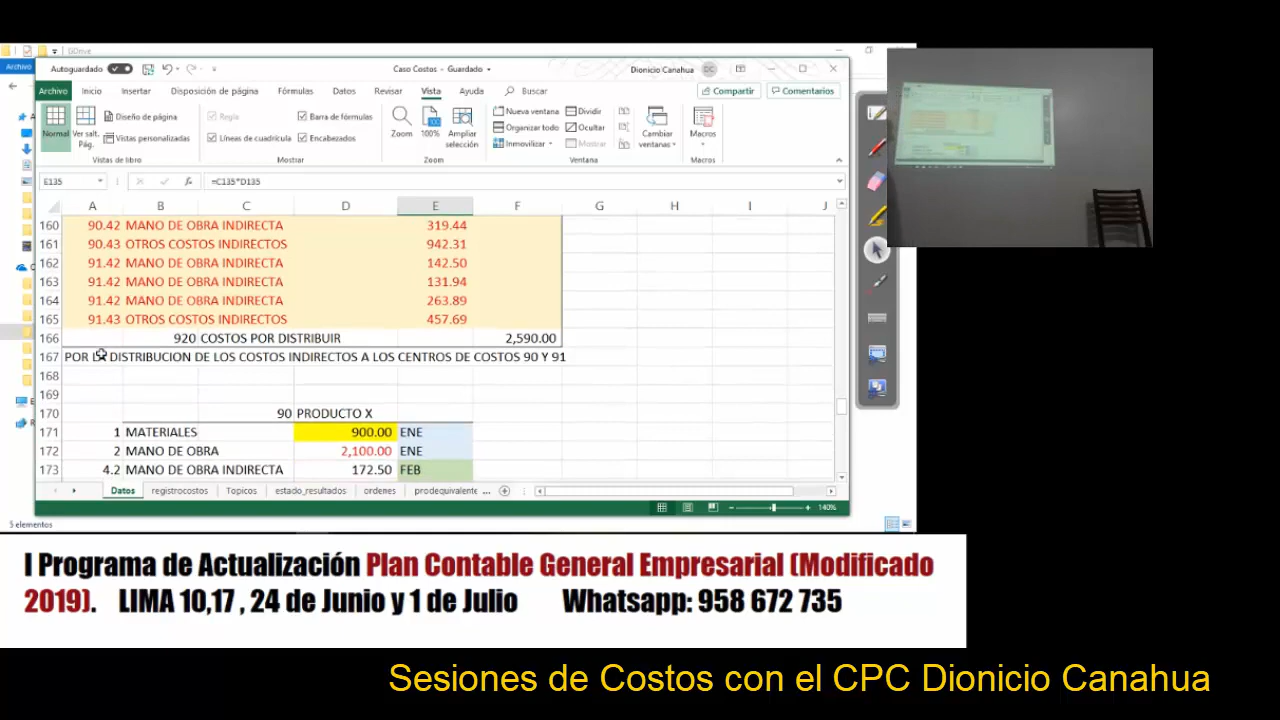 GDrive
Archivo
Autoguardado
Caso Costos - Guardado
Dionicio Canahua
DC
Archivo Inicio Insertar Disposición de página Fórmulas Datos Revisar Vista Ayuda Buscar
Compartir Comentarios
Normal
Ver salt. Pág.
Diseño de página
Vistas personalizadas
Vistas de libro
Regla
Barra de fórmulas
Líneas de cuadrícula
Encabezados
Mostrar
Zoom
100%
Ampliar selección
Zoom
Nueva ventana
Organizar todo
Inmovilizar
Dividir
Ocultar
Mostrar
Cambiar ventanas
Ventana
Macros
Macros
E135 fx =C135*D135
A B C D E F G H I J
160 90.42 MANO DE OBRA INDIRECTA 319.44
161 90.43 OTROS COSTOS INDIRECTOS 942.31
162 91.42 MANO DE OBRA INDIRECTA 142.50
163 91.42 MANO DE OBRA INDIRECTA 131.94
164 91.42 MANO DE OBRA INDIRECTA 263.89
165 91.43 OTROS COSTOS INDIRECTOS 457.69
166 920 COSTOS POR DISTRIBUIR 2,590.00
167 POR LA DISTRIBUCION DE LOS COSTOS INDIRECTOS A LOS CENTROS DE COSTOS 90 Y 91
168
169
170 90 PRODUCTO X
171 1 MATERIALES 900.00 ENE
172 2 MANO DE OBRA 2,100.00 ENE
173 4.2 MANO DE OBRA INDIRECTA 172.50 FEB
Datos registrocostos Topicos estado_resultados ordenes prodequivalente ...
140%
5 elementos
I Programa de Actualización Plan Contable General Empresarial (Modificado
2019). LIMA 10,17 , 24 de Junio y 1 de Julio Whatsapp: 958 672 735
Sesiones de Costos con el CPC Dionicio Canahua